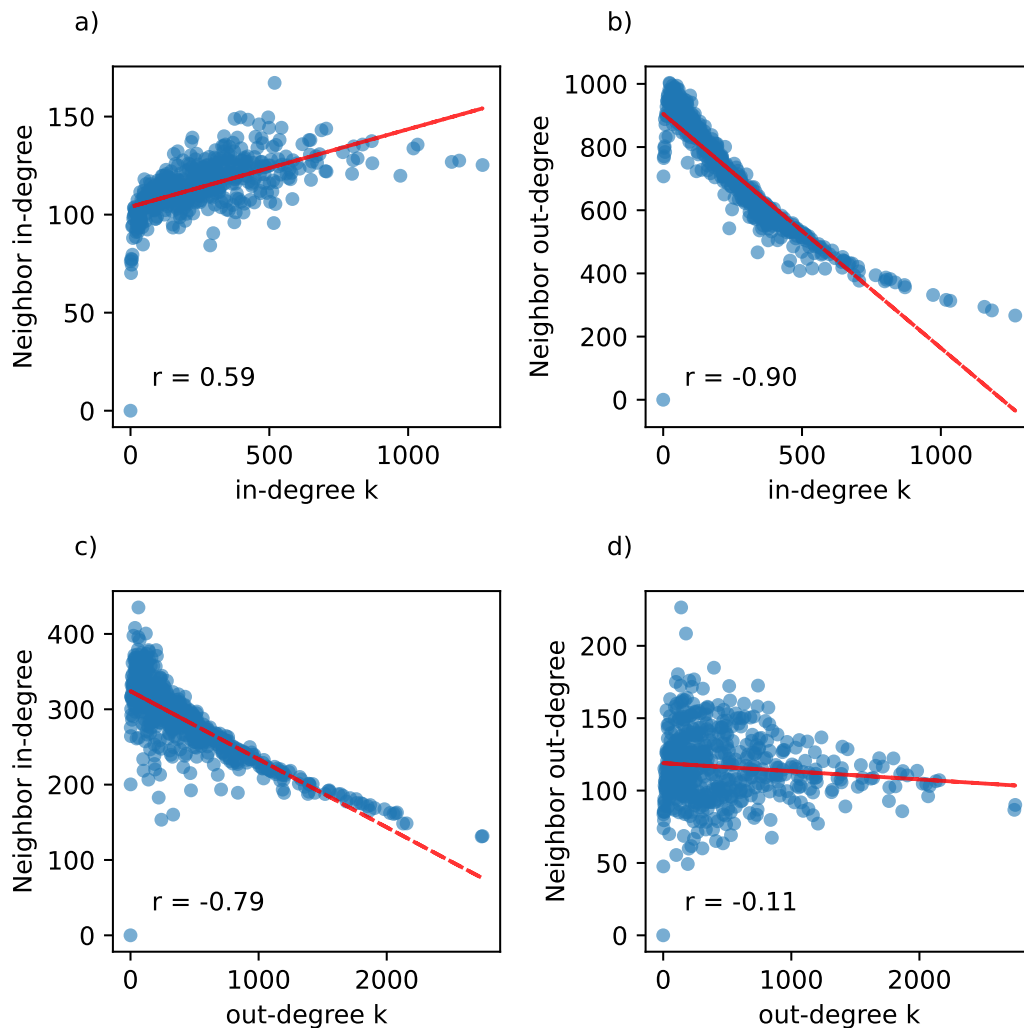 a)
Neighbor in-degree
150
100
50
0
r = 0.59
0 500 1000
in-degree k
b)
Neighbor out-degree
1000
800
600
400
200
0
r = -0.90
0 500 1000
in-degree k
c)
Neighbor in-degree
400
300
200
100
0
r = -0.79
0 1000 2000
out-degree k
d)
Neighbor out-degree
200
150
100
50
0
r = -0.11
0 1000 2000
out-degree k